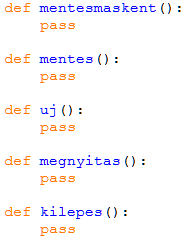 def mentesmaskent():
    pass
def mentes():
    pass
def uj():
    pass
def megnyitas():
    pass
def kilepes():
    pass